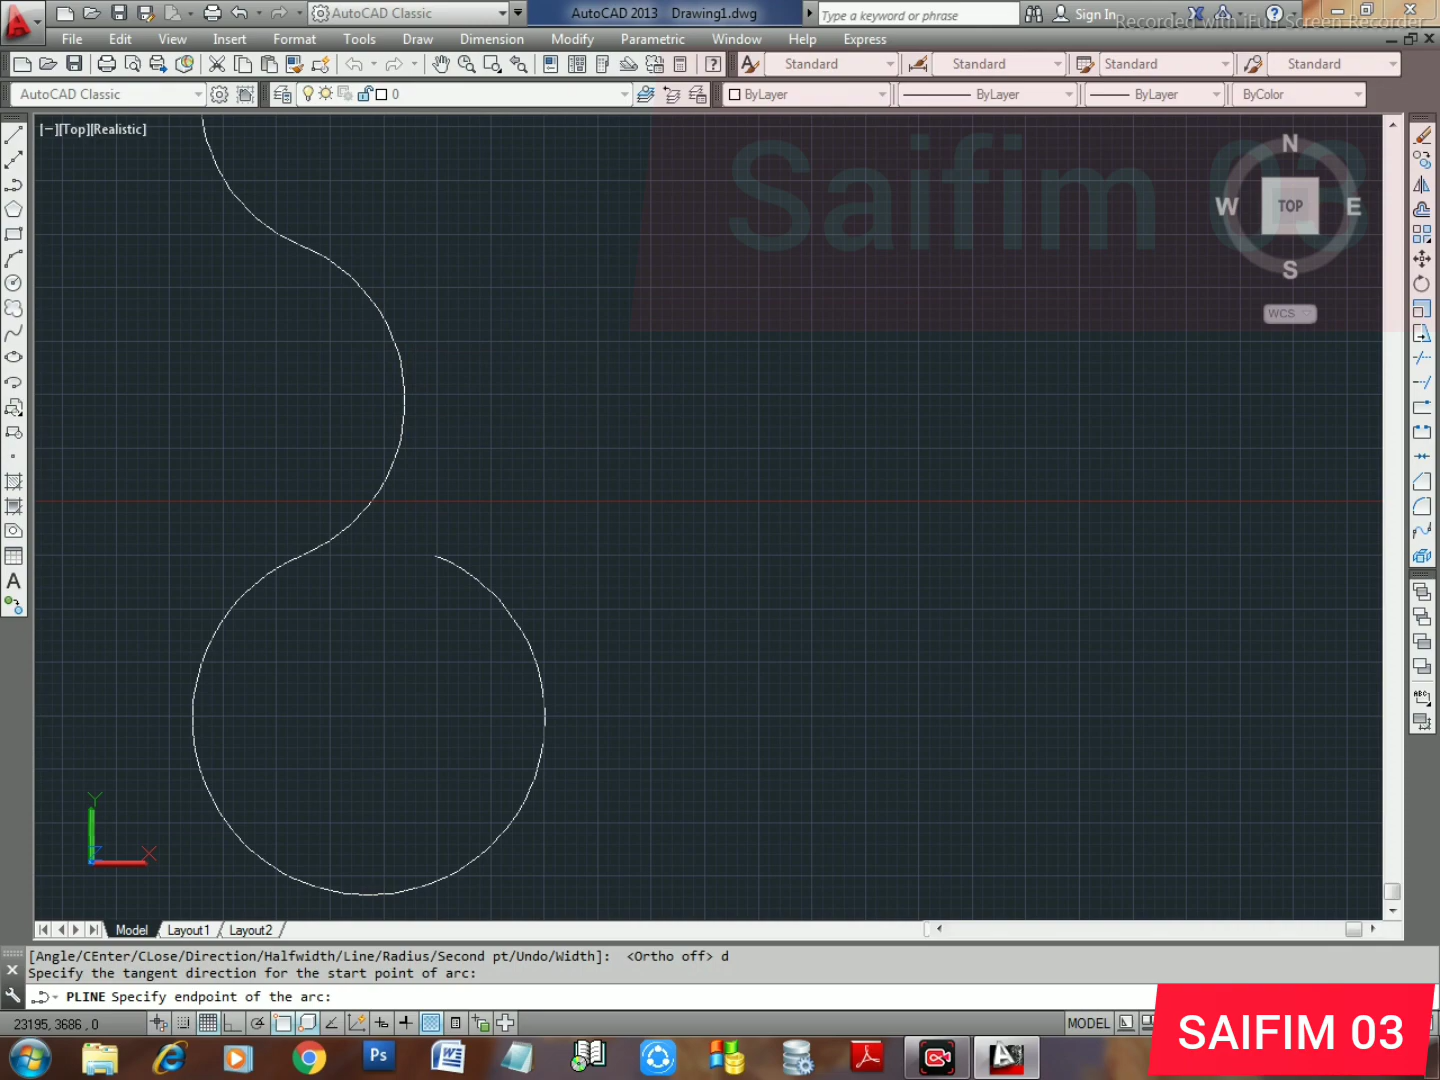 AutoCAD Classic
AutoCAD 2013 Drawing1.dwg
Type a keyword or phrase
Sign In
Recorded with iFun Screen Recorder
File Edit View Insert Format Tools Draw Dimension Modify Parametric Window Help Express
Standard Standard Standard Standard
AutoCAD Classic 0 ByLayer ByLayer ByLayer ByColor
[−][Top][Realistic]
Saifim 03
N
W TOP E
S
WCS
Y
X
Model Layout1 Layout2
[Angle/CEnter/CLose/Direction/Halfwidth/Line/Radius/Second pt/Undo/Width]: <Ortho off> d
Specify the tangent direction for the start point of arc:
PLINE Specify endpoint of the arc:
23195, 3686 , 0 MODEL
SAIFIM 03
Ps